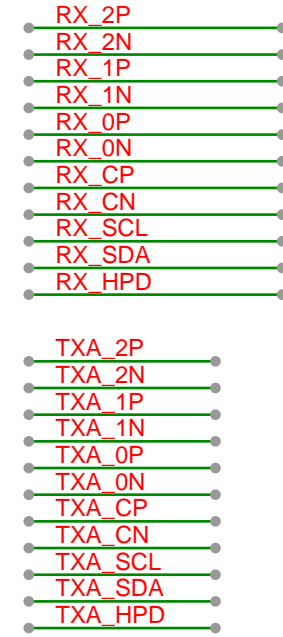 RX_2P
RX_2N
RX_1P
RX_1N
RX_0P
RX_0N
RX_CP
RX_CN
RX_SCL
RX_SDA
RX_HPD
TXA_2P
TXA_2N
TXA_1P
TXA_1N
TXA_0P
TXA_0N
TXA_CP
TXA_CN
TXA_SCL
TXA_SDA
TXA_HPD